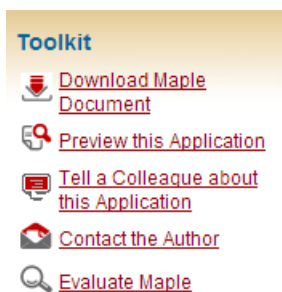 Toolkit
Download Maple
Document
Preview this Application
Tell a Colleague about
this Application
Contact the Author
Evaluate Maple